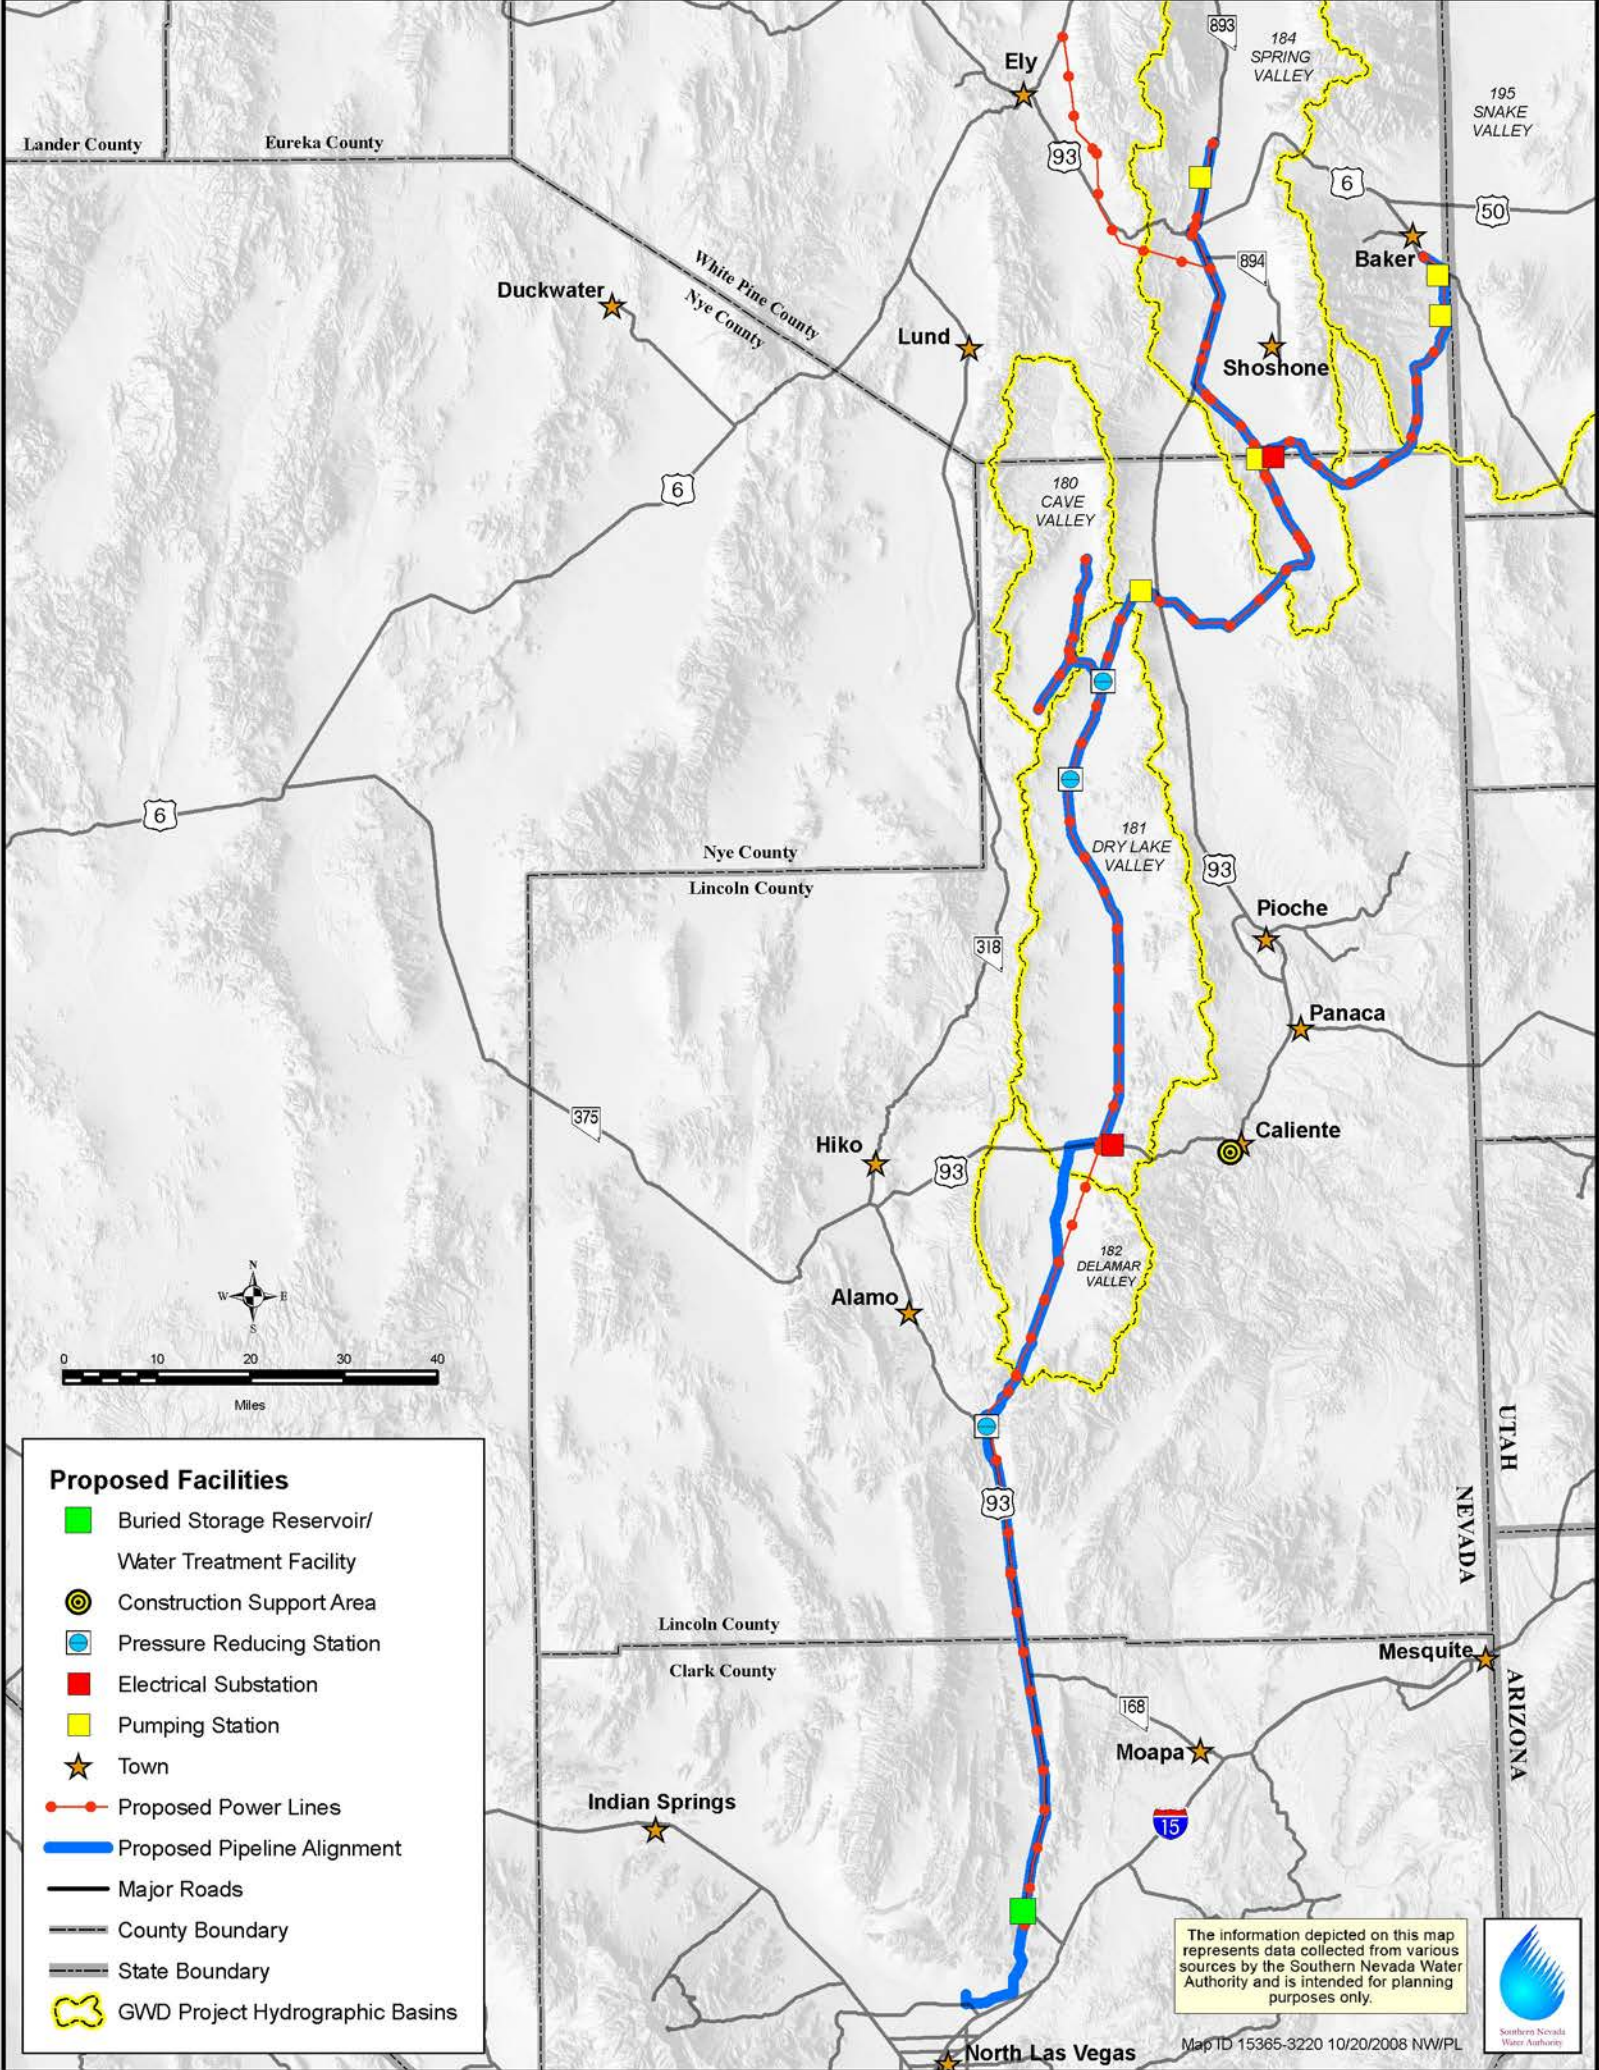 893
184
SPRING
VALLEY
Ely
195
SNAKE
VALLEY
Lander County
Eureka County
93
6
50
Baker
894
White Pine County
Nye County
Duckwater
Lund
Shoshone
6
180
CAVE
VALLEY
6
181
DRY LAKE
VALLEY
Nye County
Lincoln County
93
Pioche
318
Panaca
375
Hiko
93
Caliente
182
DELAMAR
VALLEY
Alamo
N
W
E
S
0 10 20 30 40
Miles
UTAH
NEVADA
93
Proposed Facilities
Buried Storage Reservoir/
Water Treatment Facility
Construction Support Area
Pressure Reducing Station
Electrical Substation
Pumping Station
Town
Proposed Power Lines
Proposed Pipeline Alignment
Major Roads
County Boundary
State Boundary
GWD Project Hydrographic Basins
Lincoln County
Clark County
Mesquite
ARIZONA
168
Moapa
Indian Springs
15
The information depicted on this map
represents data collected from various
sources by the Southern Nevada Water
Authority and is intended for planning
purposes only.
Southern Nevada
Water Authority
Map ID 15365-3220 10/20/2008 NW/PL
North Las Vegas